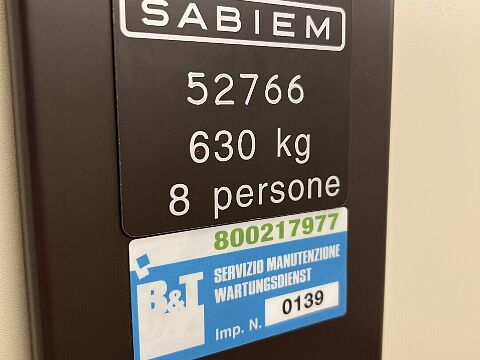 SABIEM
52766
630 kg
8 persone
800217977
B&T
SERVIZIO MANUTENZIONE
WARTUNGSDIENST
Imp. N. 0139